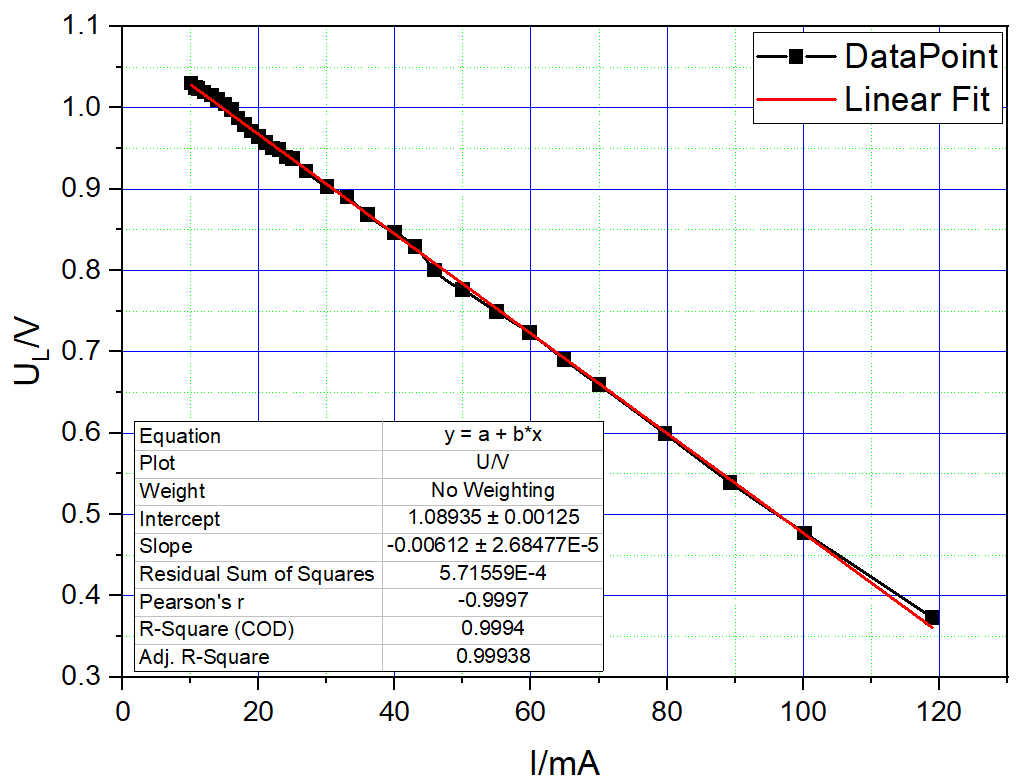 1.1
1.0
0.9
0.8
0.7
0.6
0.5
0.4
0.3
U_L/V
DataPoint
Linear Fit
Equation y = a + b*x
Plot U/V
Weight No Weighting
Intercept 1.08935 ± 0.00125
Slope -0.00612 ± 2.68477E-5
Residual Sum of Squares 5.71559E-4
Pearson's r -0.9997
R-Square (COD) 0.9994
Adj. R-Square 0.99938
0 20 40 60 80 100 120
I/mA